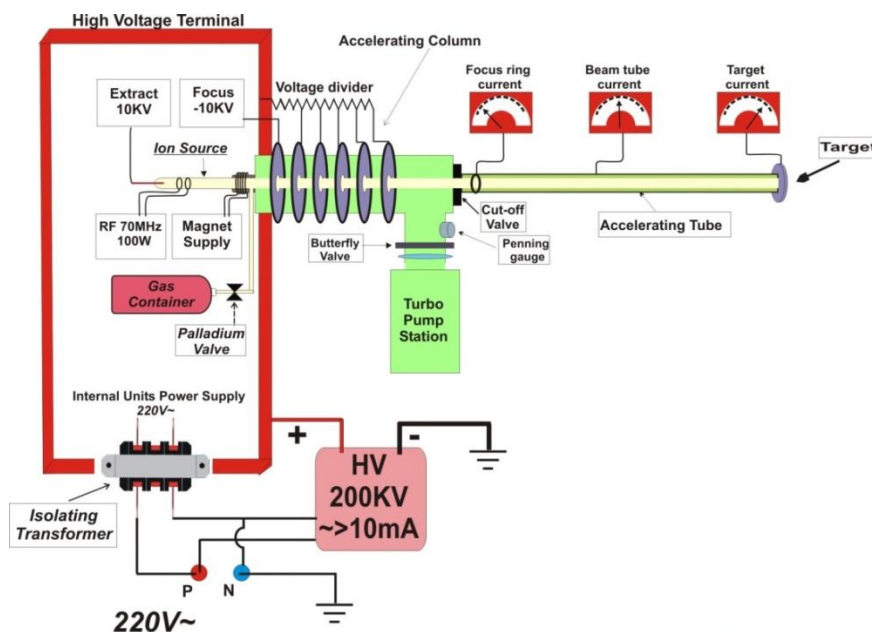 High Voltage Terminal
Accelerating Column
Extract
10KV
Focus
-10KV
Voltage divider
Focus ring
current
Beam tube
current
Target
current
Ion Source
Target
RF 70MHz
100W
Magnet
Supply
Cut-off
Valve
Accelerating Tube
Butterfly
Valve
Penning
gauge
Gas
Container
Palladium
Valve
Turbo
Pump
Station
Internal Units Power Supply
220V~
+
-
HV
200KV
~>10mA
Isolating
Transformer
P
N
220V~